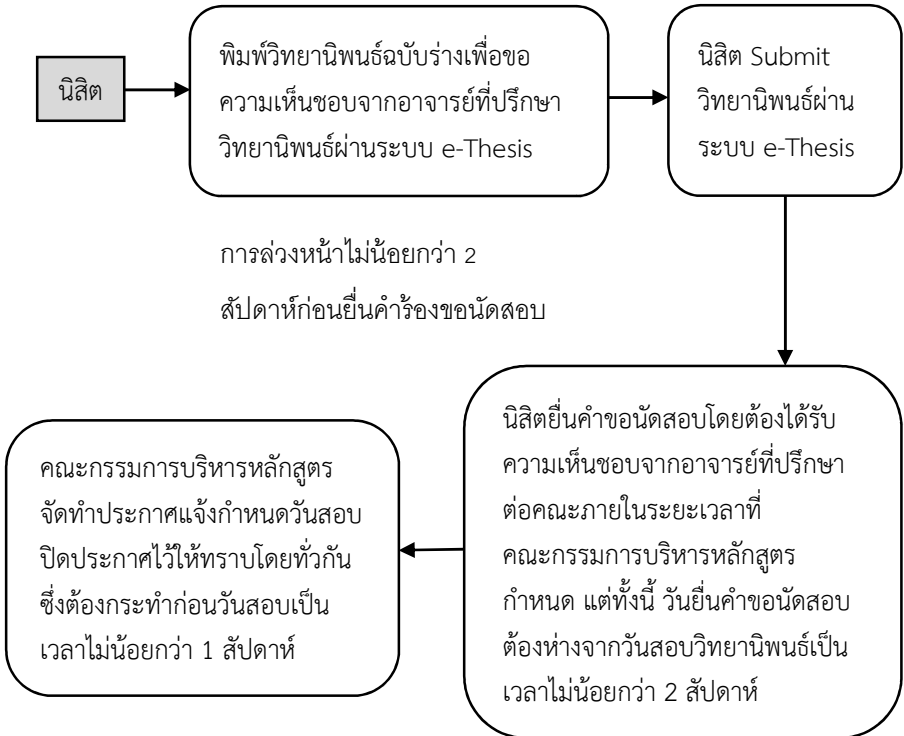 นิสิต
พิมพ์วิทยานิพนธ์ฉบับร่างเพื่อขอ
ความเห็นชอบจากอาจารย์ที่ปรึกษา
วิทยานิพนธ์ผ่านระบบ e-Thesis
นิสิต Submit
วิทยานิพนธ์ผ่าน
ระบบ e-Thesis
การล่วงหน้าไม่น้อยกว่า 2
สัปดาห์ก่อนยื่นคำร้องขอนัดสอบ
นิสิตยื่นคำขอนัดสอบโดยต้องได้รับ
ความเห็นชอบจากอาจารย์ที่ปรึกษา
ต่อคณะภายในระยะเวลาที่
คณะกรรมการบริหารหลักสูตร
กำหนด แต่ทั้งนี้ วันยื่นคำขอนัดสอบ
ต้องห่างจากวันสอบวิทยานิพนธ์เป็น
เวลาไม่น้อยกว่า 2 สัปดาห์
คณะกรรมการบริหารหลักสูตร
จัดทำประกาศแจ้งกำหนดวันสอบ
ปิดประกาศไว้ให้ทราบโดยทั่วกัน
ซึ่งต้องกระทำก่อนวันสอบเป็น
เวลาไม่น้อยกว่า 1 สัปดาห์